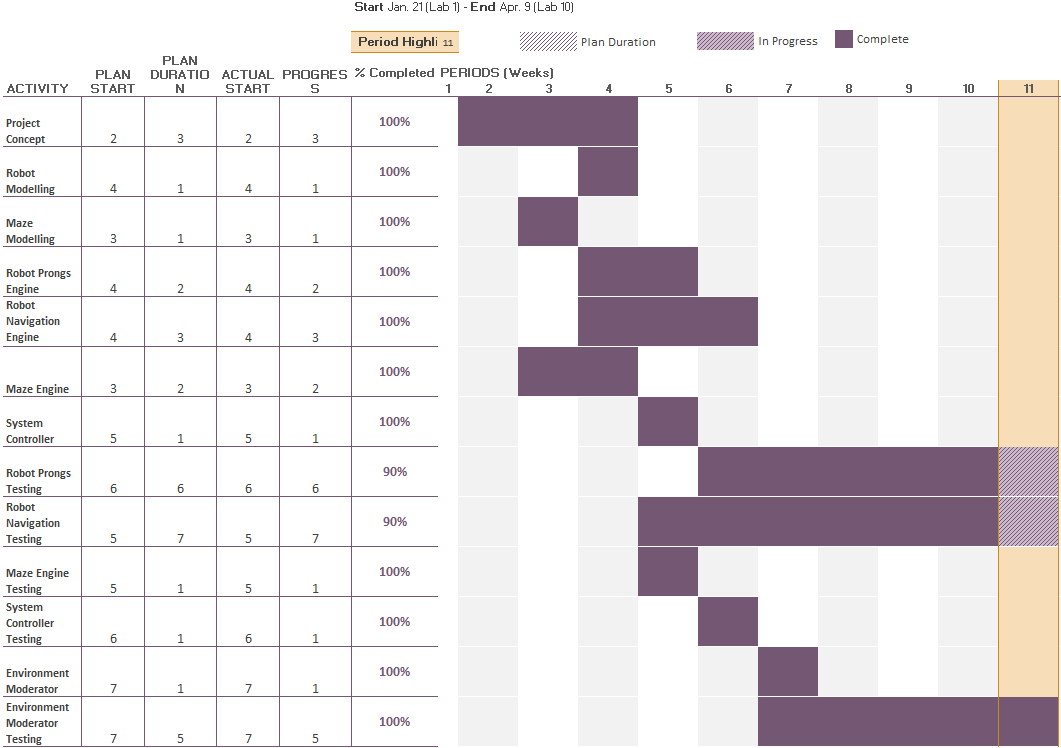 Start Jan. 21 (Lab 1) - End Apr. 9 (Lab 10)
Period Highli 11 Plan Duration In Progress Complete
ACTIVITY PLAN START PLAN DURATIO N ACTUAL START PROGRES S % Completed PERIODS (Weeks)
1 2 3 4 5 6 7 8 9 10 11
Project Concept 2 3 2 3 100%
Robot Modelling 4 1 4 1 100%
Maze Modelling 3 1 3 1 100%
Robot Prongs Engine 4 2 4 2 100%
Robot Navigation Engine 4 3 4 3 100%
Maze Engine 3 2 3 2 100%
System Controller 5 1 5 1 100%
Robot Prongs Testing 6 6 6 6 90%
Robot Navigation Testing 5 7 5 7 90%
Maze Engine Testing 5 1 5 1 100%
System Controller Testing 6 1 6 1 100%
Environment Moderator 7 1 7 1 100%
Environment Moderator Testing 7 5 7 5 100%